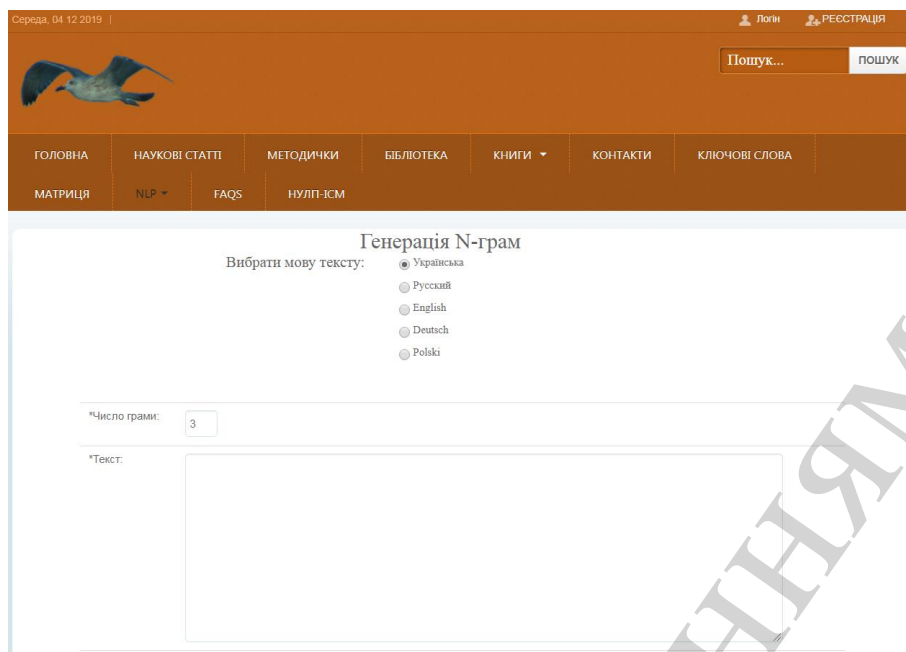 Середа, 04 12 2019 |
Логін
РЕЄСТРАЦІЯ
Пошук...
ПОШУК
ГОЛОВНА
НАУКОВІ СТАТТІ
МЕТОДИЧКИ
БІБЛІОТЕКА
КНИГИ
КОНТАКТИ
КЛЮЧОВІ СЛОВА
МАТРИЦЯ
NLP
FAQS
НУЛП-ІСМ
Генерація N-грам
Вибрати мову тексту:
Українська
Русский
English
Deutsch
Polski
*Число грами:
3
*Текст: